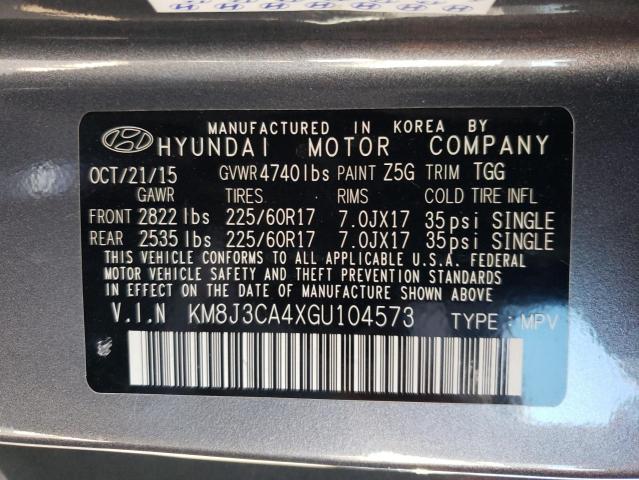 MANUFACTURED IN KOREA BY
HYUNDAI MOTOR COMPANY
OCT/21/15 GVWR 4740lbs PAINT Z5G TRIM TGG
GAWR TIRES RIMS COLD TIRE INFL
FRONT 2822 lbs 225/60R17 7.0JX17 35psi SINGLE
REAR 2535 lbs 225/60R17 7.0JX17 35psi SINGLE
THIS VEHICLE CONFORMS TO ALL APPLICABLE U.S.A. FEDERAL
MOTOR VEHICLE SAFETY AND THEFT PREVENTION STANDARDS
IN EFFECT ON THE DATE OF MANUFACTURE SHOWN ABOVE.
V.I.N KM8J3CA4XGU104573 TYPE : MPV